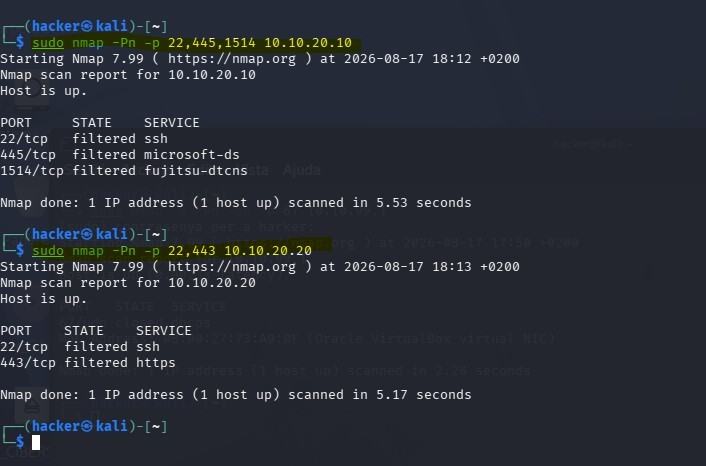 ┌──(hacker㉿kali)-[~]
└─$ sudo nmap -Pn -p 22,445,1514 10.10.20.10
Starting Nmap 7.99 ( https://nmap.org ) at 2026-08-17 18:12 +0200
Nmap scan report for 10.10.20.10
Host is up.
PORT     STATE    SERVICE
22/tcp   filtered ssh
445/tcp  filtered microsoft-ds
1514/tcp filtered fujitsu-dtcns
Nmap done: 1 IP address (1 host up) scanned in 5.53 seconds
┌──(hacker㉿kali)-[~]
└─$ sudo nmap -Pn -p 22,443 10.10.20.20
Starting Nmap 7.99 ( https://nmap.org ) at 2026-08-17 18:13 +0200
Nmap scan report for 10.10.20.20
Host is up.
PORT    STATE    SERVICE
22/tcp  filtered ssh
443/tcp filtered https
Nmap done: 1 IP address (1 host up) scanned in 5.17 seconds
┌──(hacker㉿kali)-[~]
└─$